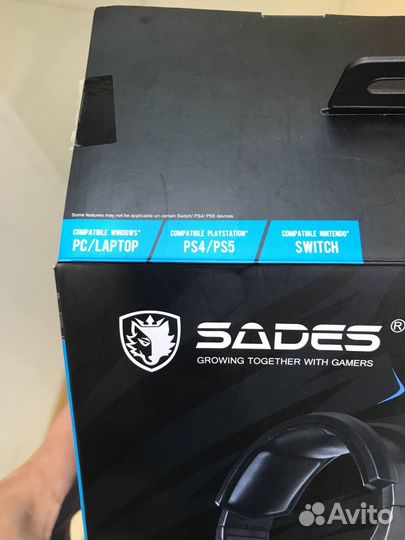 Some features may not be applicable on certain Switch/ PS4/ PS5 devices
COMPATIBLE WINDOWS*
PC/LAPTOP
COMPATIBLE PLAYSTATION*
PS4/PS5
COMPATIBLE NINTENDO*
SWITCH
SADES®
GROWING TOGETHER WITH GAMERS
Avito